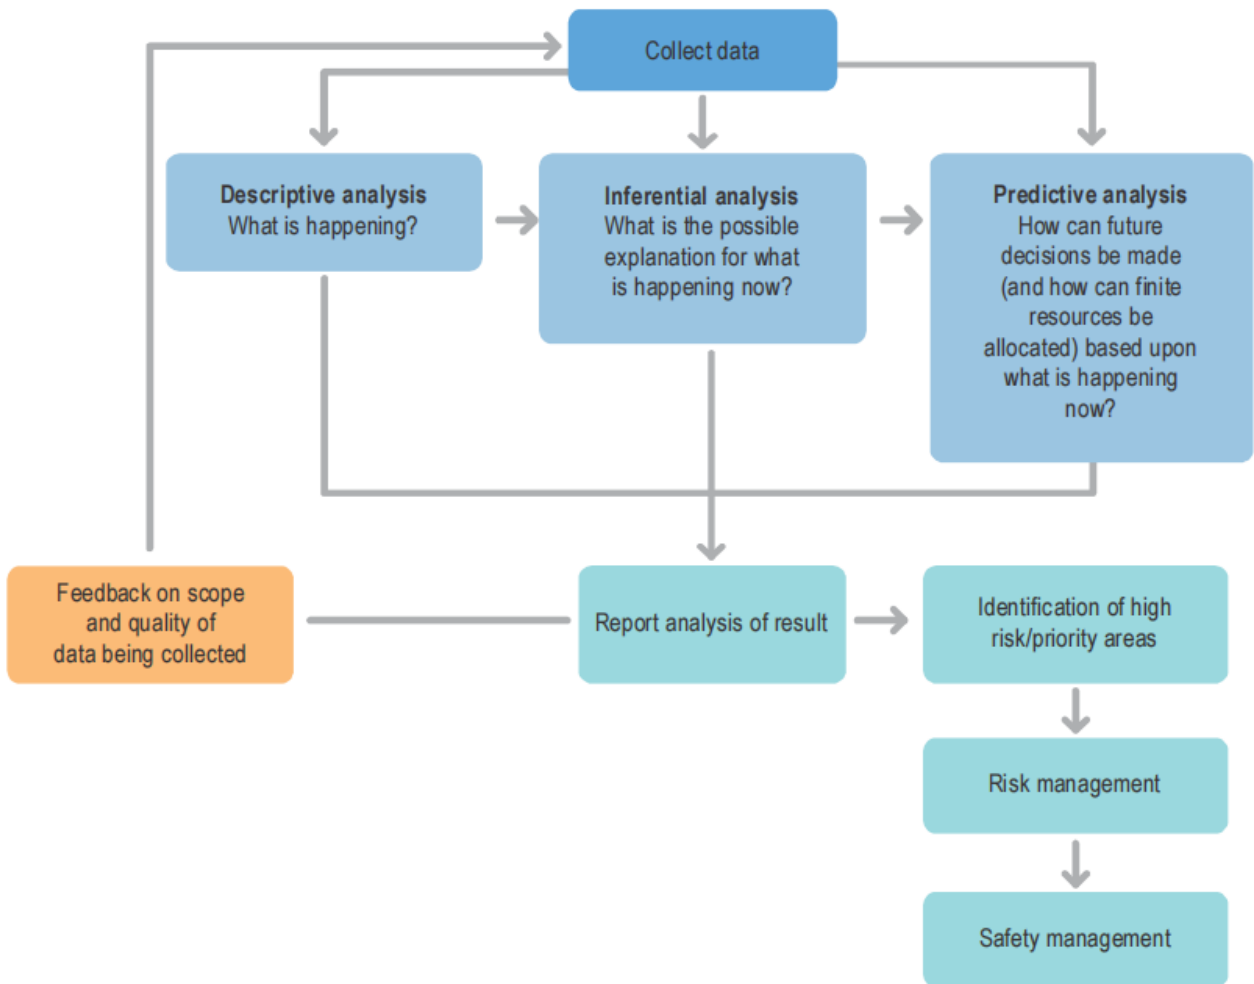 Collect data
Descriptive analysis
What is happening?
Inferential analysis
What is the possible
explanation for what
is happening now?
Predictive analysis
How can future
decisions be made
(and how can finite
resources be
allocated) based upon
what is happening
now?
Feedback on scope
and quality of
data being collected
Report analysis of result
Identification of high
risk/priority areas
Risk management
Safety management